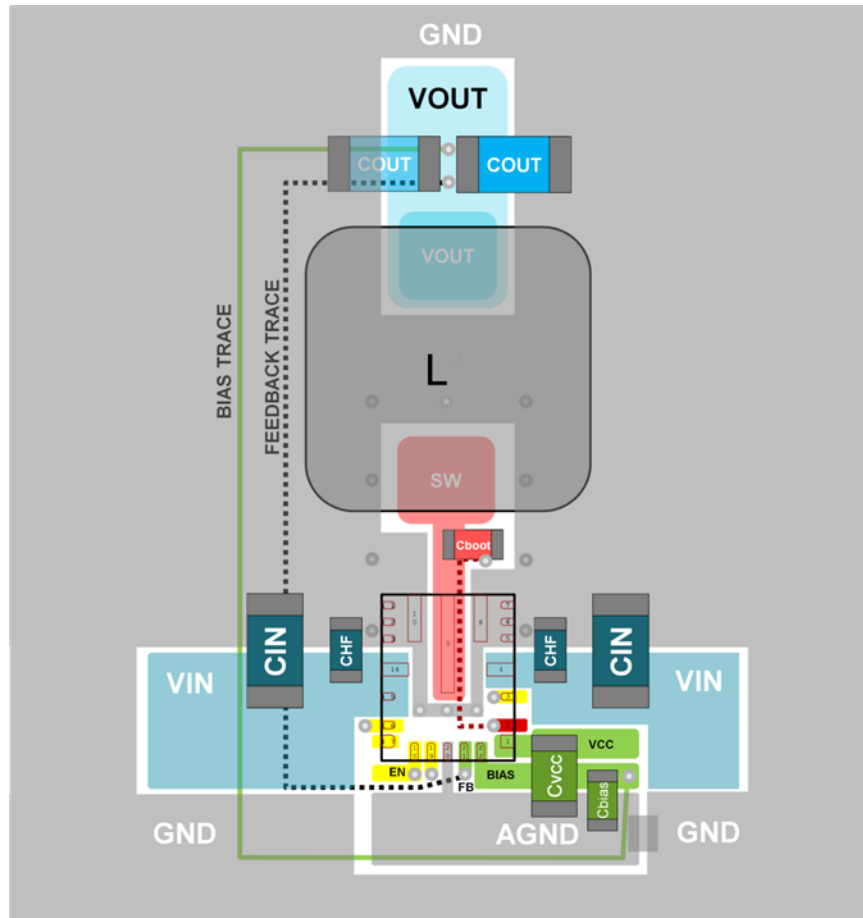 GND
VOUT
COUT
COUT
VOUT
BIAS TRACE
FEEDBACK TRACE
L
SW
Cboot
CIN
CHF
CHF
CIN
VIN
14
4
VIN
EN
BIAS
FB
VCC
Cvcc
Cbias
GND
AGND
GND